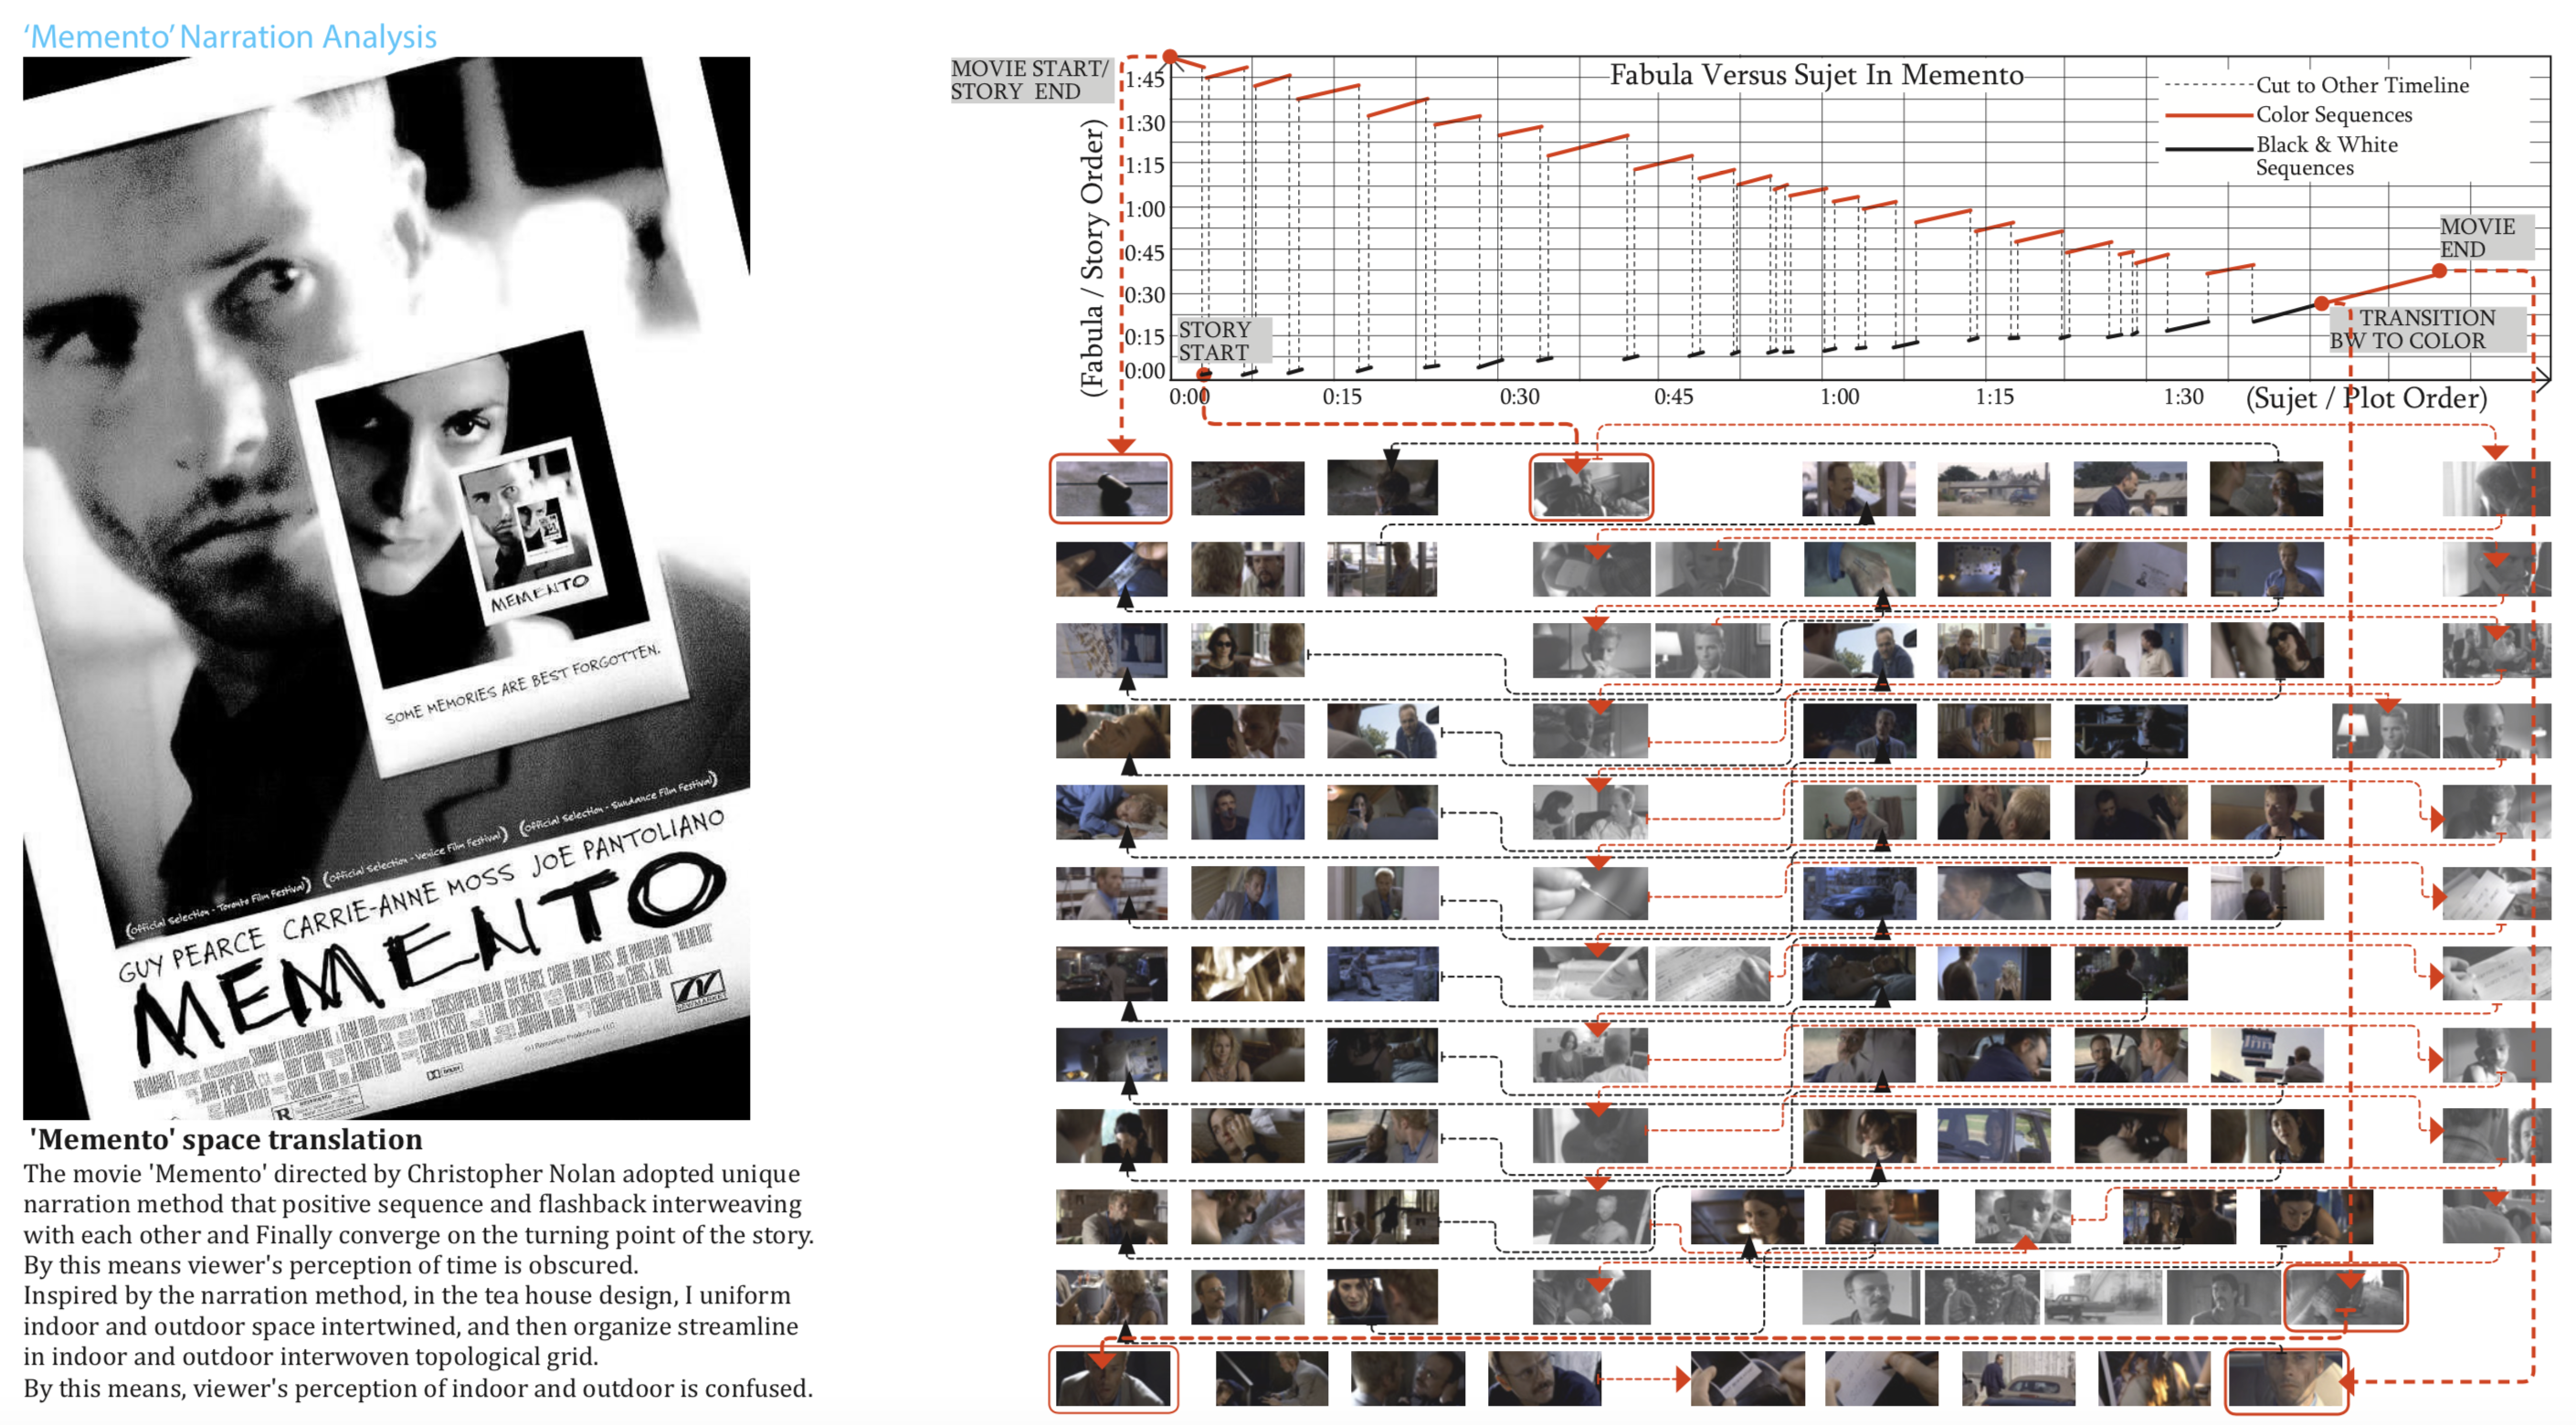 ‘Memento’ Narration Analysis
SOME MEMORIES ARE BEST FORGOTTEN.
MEMENTO
(Official Selection - Toronto Film Festival) (Official Selection - Venice Film Festival) (Official Selection - Sundance Film Festival)
GUY PEARCE CARRIE-ANNE MOSS JOE PANTOLIANO
MEMENTO
NEWMARKET
R
'Memento' space translation
The movie 'Memento' directed by Christopher Nolan adopted unique
narration method that positive sequence and flashback interweaving
with each other and Finally converge on the turning point of the story.
By this means viewer's perception of time is obscured.
Inspired by the narration method, in the tea house design, I uniform
indoor and outdoor space intertwined, and then organize streamline
in indoor and outdoor interwoven topological grid.
By this means, viewer's perception of indoor and outdoor is confused.
MOVIE START/
STORY END
Fabula Versus Sujet In Memento
Cut to Other Timeline
Color Sequences
Black & White
Sequences
(Fabula / Story Order)
1:45
1:30
1:15
1:00
0:45
0:30
0:15
0:00
STORY
START
MOVIE
END
TRANSITION
BW TO COLOR
0:00 0:15 0:30 0:45 1:00 1:15 1:30 (Sujet / Plot Order)